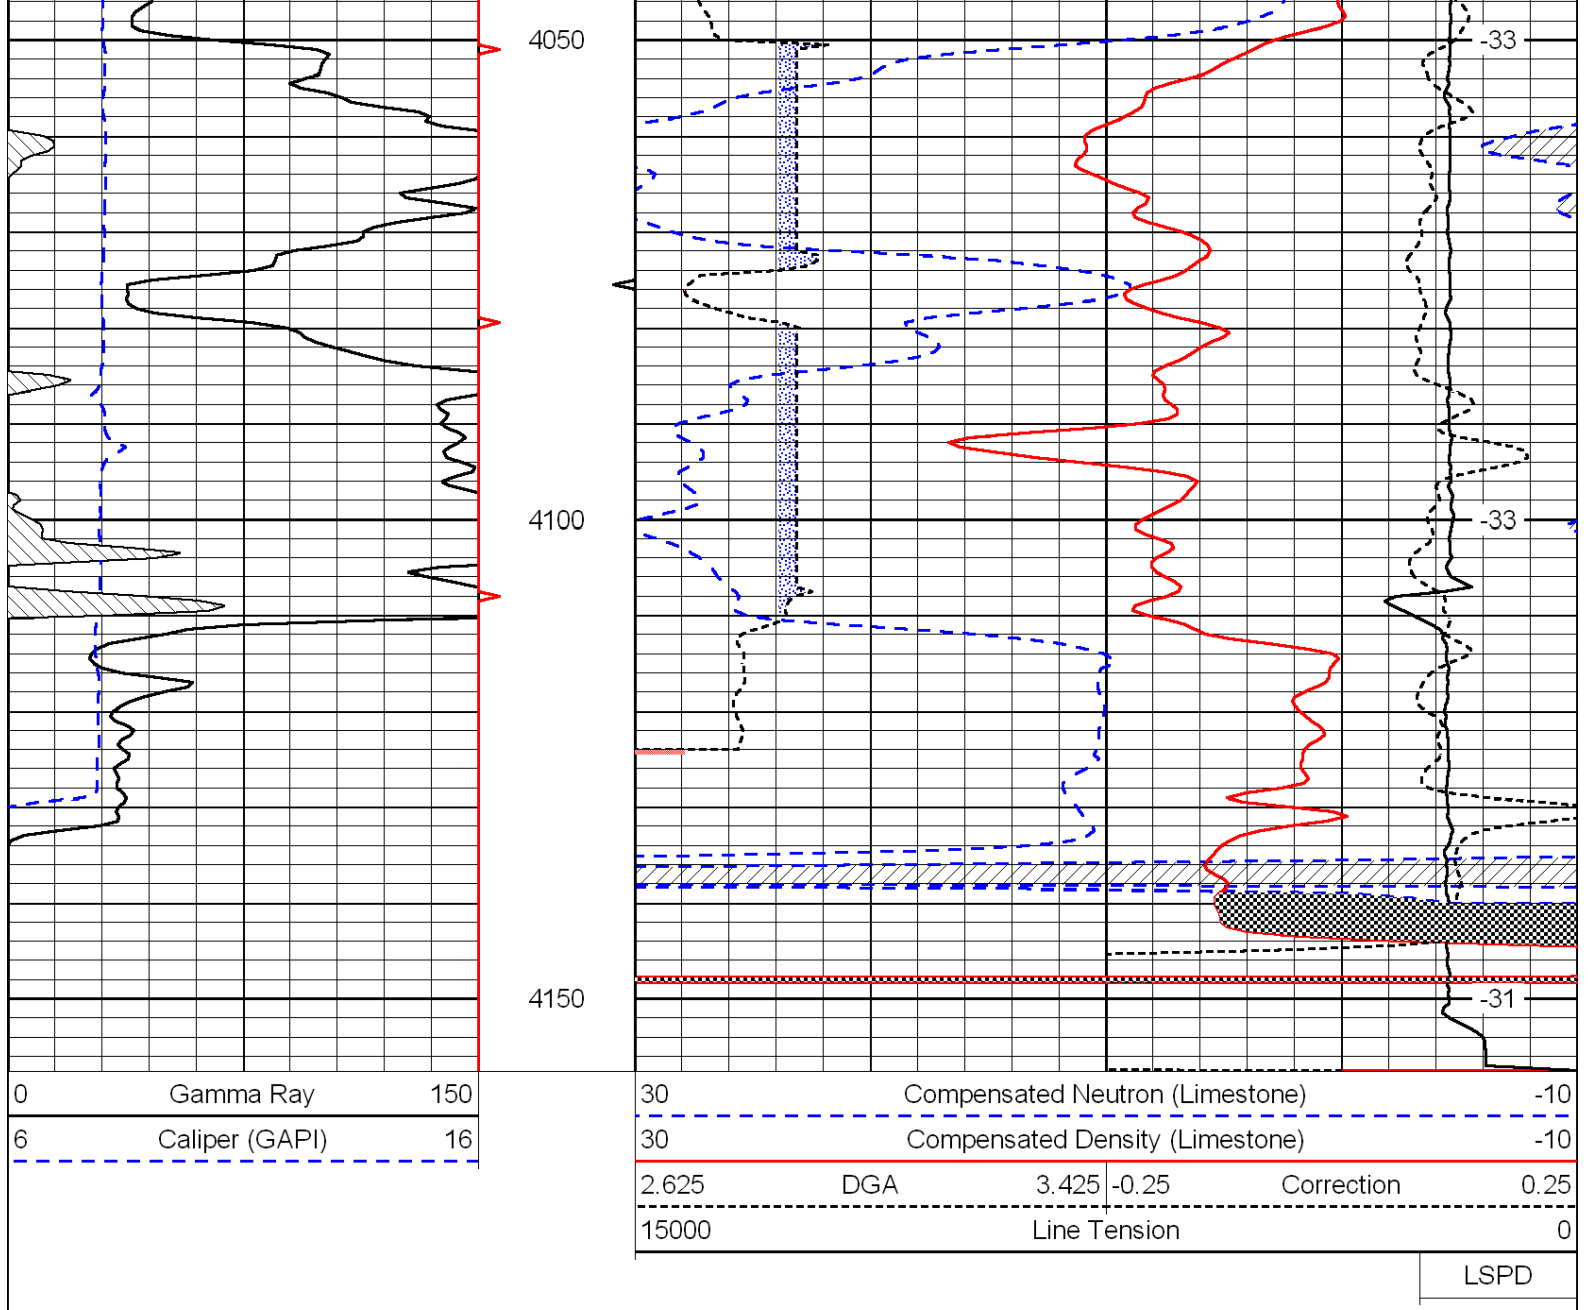 4050
-33
4100
-33
4150
-31
0 Gamma Ray 150
6 Caliper (GAPI) 16
30 Compensated Neutron (Limestone) -10
30 Compensated Density (Limestone) -10
2.625 DGA 3.425 -0.25 Correction 0.25
15000 Line Tension 0
LSPD